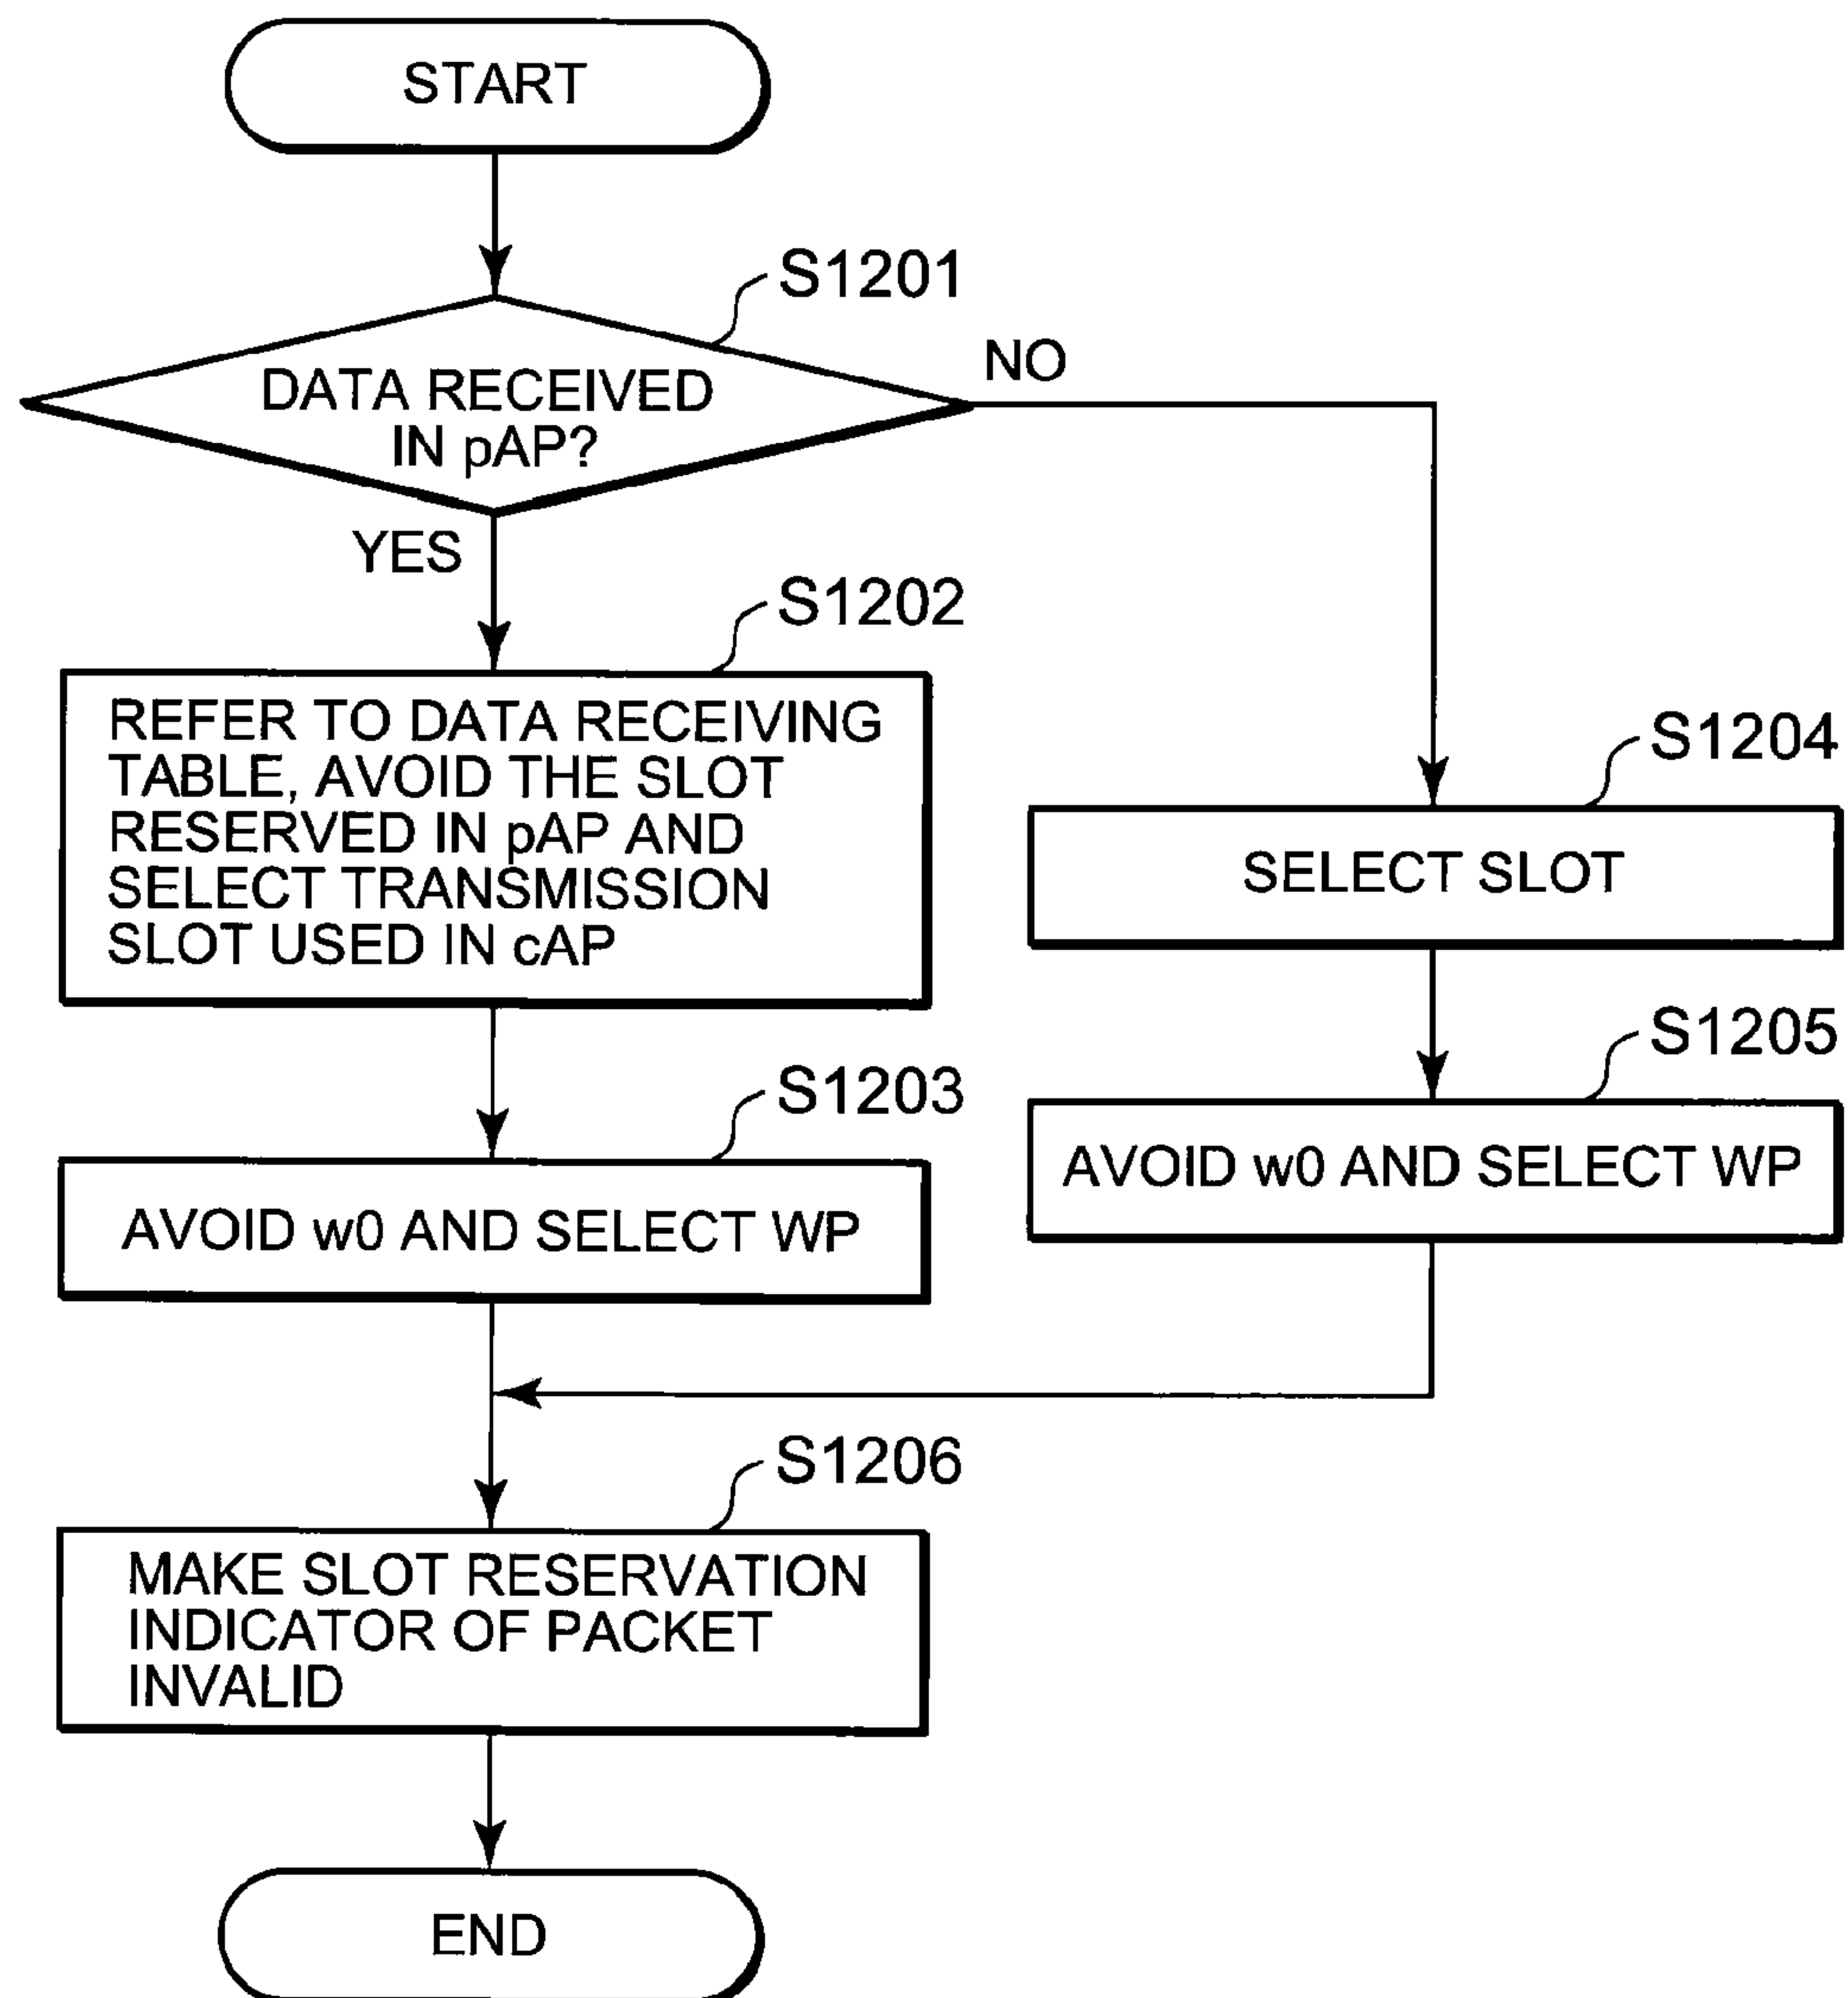 START
S1201
DATA RECEIVED
IN pAP?
NO
YES
S1202
REFER TO DATA RECEIVING
TABLE, AVOID THE SLOT
RESERVED IN pAP AND
SELECT TRANSMISSION
SLOT USED IN cAP
S1204
SELECT SLOT
S1203
AVOID w0 AND SELECT WP
S1205
AVOID w0 AND SELECT WP
S1206
MAKE SLOT RESERVATION
INDICATOR OF PACKET
INVALID
END